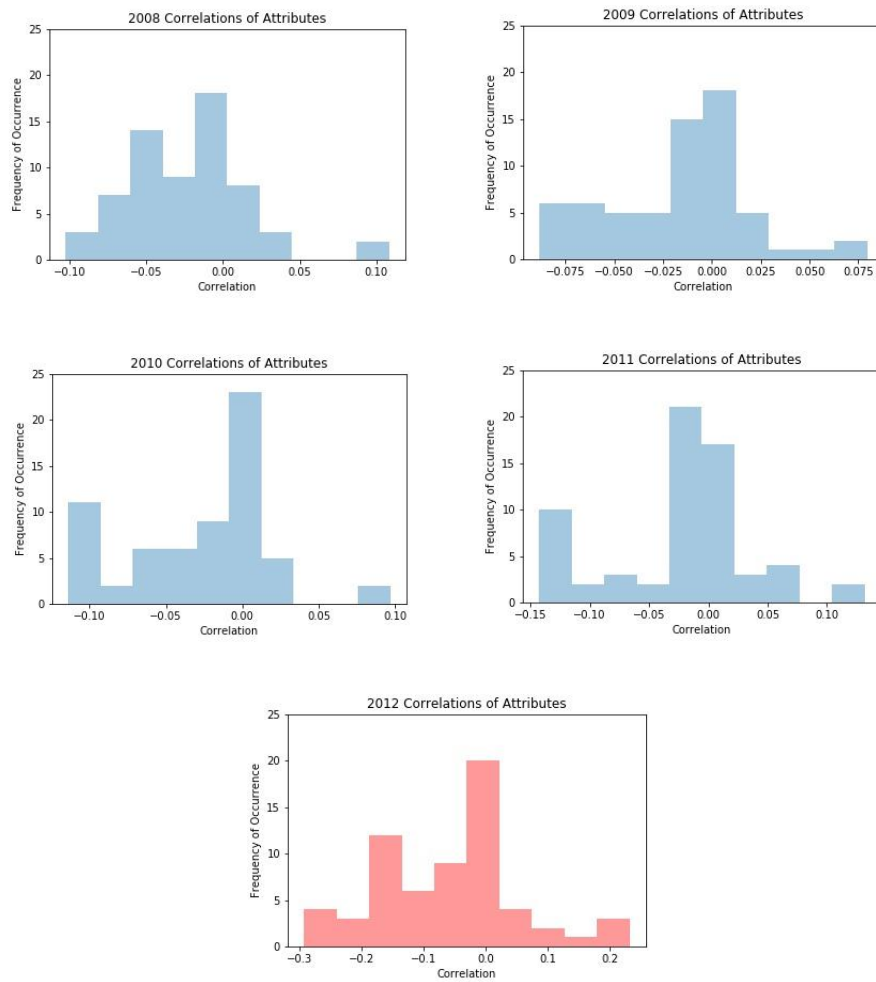 2008 Correlations of Attributes
25
20
15
10
5
0
Frequency of Occurrence
−0.10 −0.05 0.00 0.05 0.10
Correlation
2009 Correlations of Attributes
25
20
15
10
5
0
Frequency of Occurrence
−0.075 −0.050 −0.025 0.000 0.025 0.050 0.075
Correlation
2010 Correlations of Attributes
25
20
15
10
5
0
Frequency of Occurrence
−0.10 −0.05 0.00 0.05 0.10
Correlation
2011 Correlations of Attributes
25
20
15
10
5
0
Frequency of Occurrence
−0.15 −0.10 −0.05 0.00 0.05 0.10
Correlation
2012 Correlations of Attributes
25
20
15
10
5
0
Frequency of Occurrence
−0.3 −0.2 −0.1 0.0 0.1 0.2
Correlation